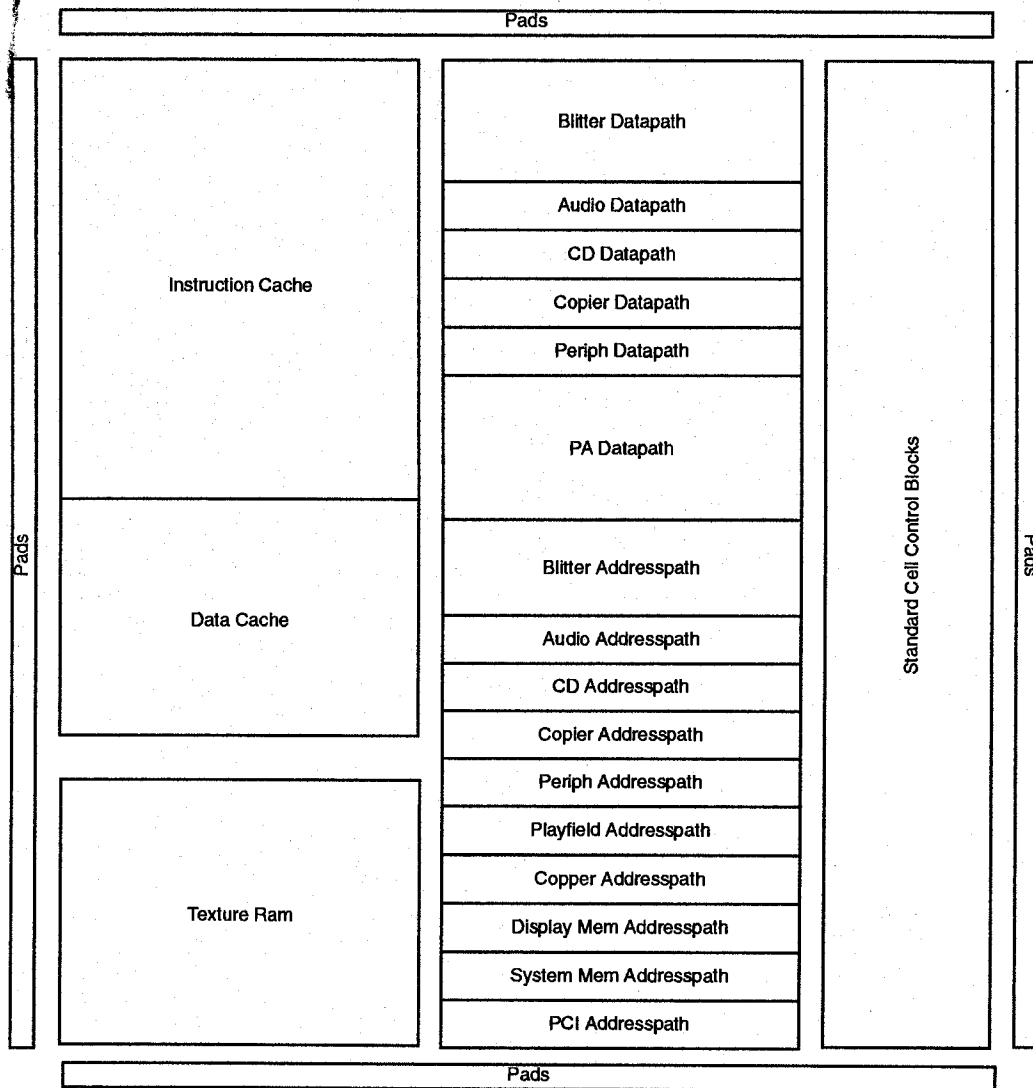 Pads
Pads
Instruction Cache
Data Cache
Texture Ram
Blitter Datapath
Audio Datapath
CD Datapath
Copier Datapath
Periph Datapath
PA Datapath
Blitter Addresspath
Audio Addresspath
CD Addresspath
Copier Addresspath
Periph Addresspath
Playfield Addresspath
Copper Addresspath
Display Mem Addresspath
System Mem Addresspath
PCI Addresspath
Standard Cell Control Blocks
Pads
Pads